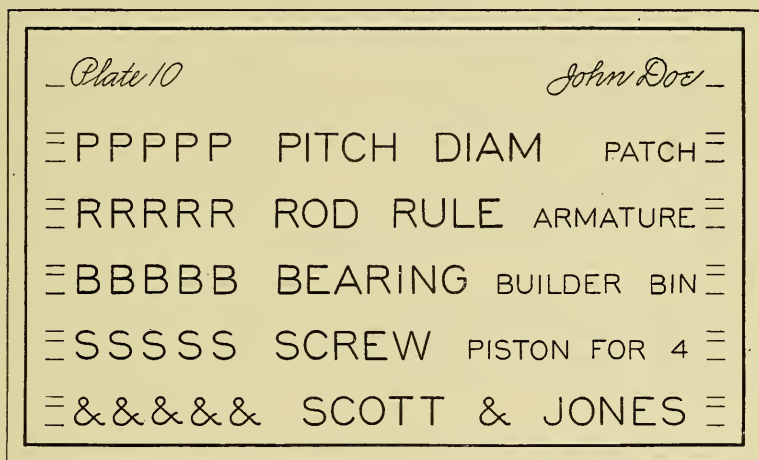 Plate 10 John Doe
PPPPP PITCH DIAM PATCH
RRRRR ROD RULE ARMATURE
BBBBB BEARING BUILDER BIN
SSSSS SCREW PISTON FOR 4
&&&&& SCOTT & JONES